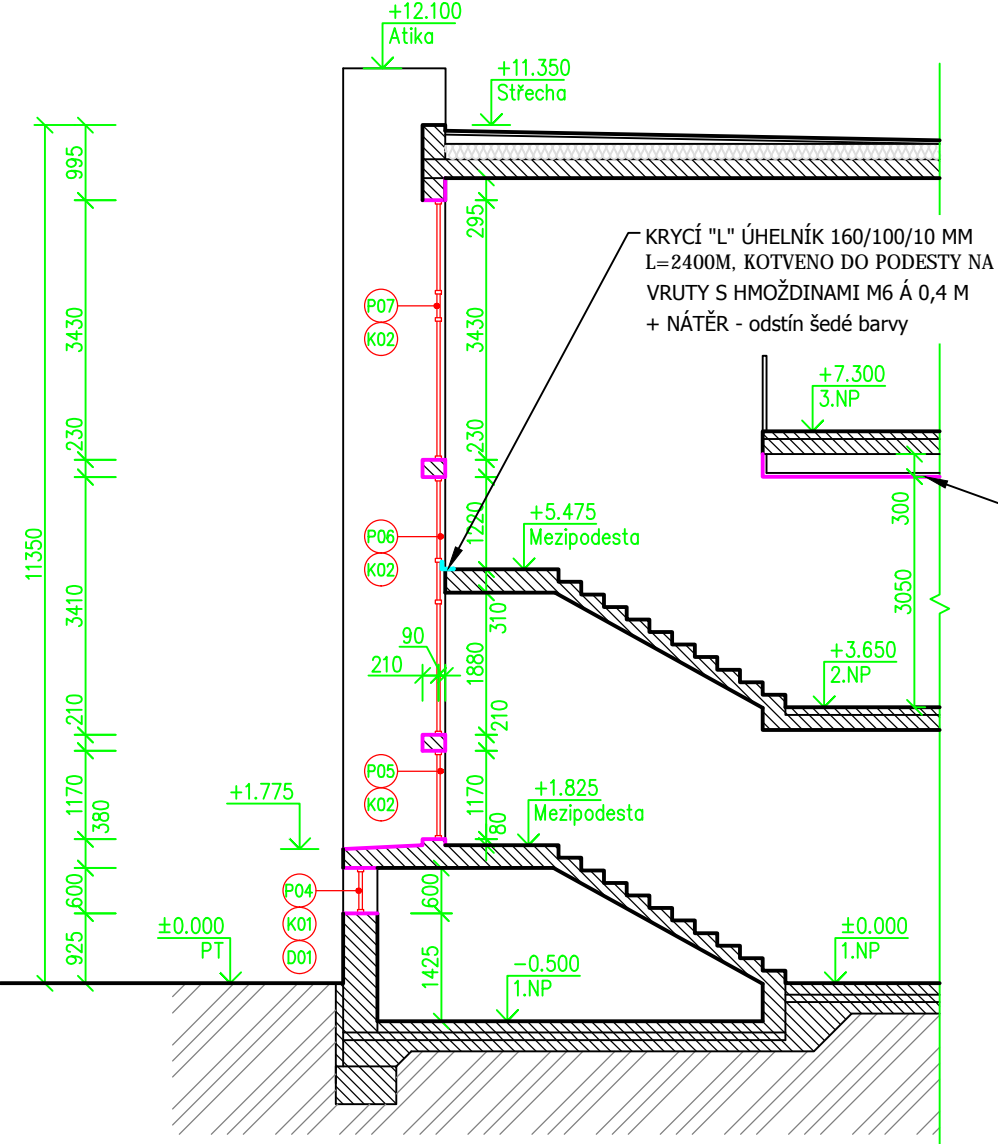 +12.100
Atika
+11.350
Střecha
995
295
KRYCÍ "L" ÚHELNÍK 160/100/10 MM
L=2400M, KOTVENO DO PODESTY NA
VRUTY S HMOŽDINAMI M6 Á 0,4 M
+ NÁTĚR - odstín šedé barvy
P07
K02
3430
3430
+7.300
3.NP
230
230
300
11350
1220
+5.475
Mezipodesta
P06
K02
3410
310
3050
90
210
1880
+3.650
2.NP
210
210
P05
K02
+1.775
1170
380
1170
80
+1.825
Mezipodesta
P04
K01
D01
600
600
±0.000
PT
925
1425
-0.500
1.NP
±0.000
1.NP